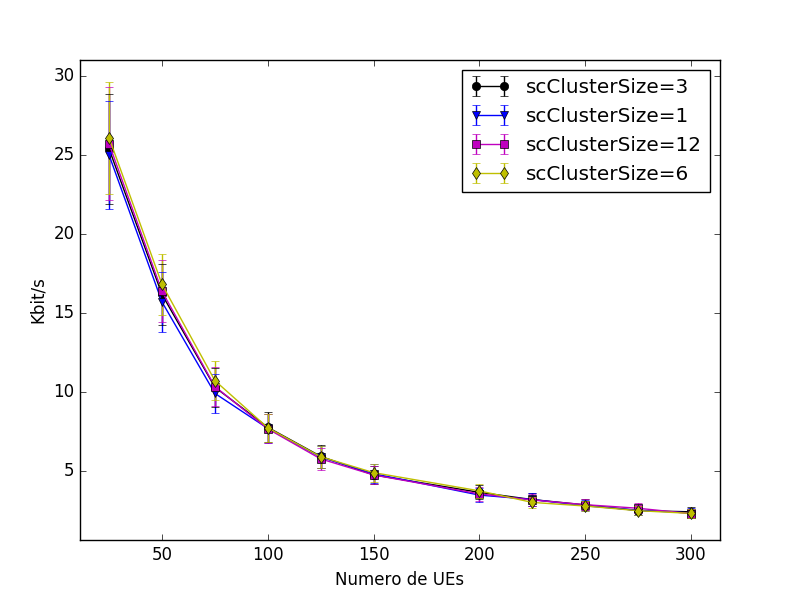 30
25
20
15
10
5
Kbit/s
scClusterSize=3
scClusterSize=1
scClusterSize=12
scClusterSize=6
50 100 150 200 250 300
Numero de UEs